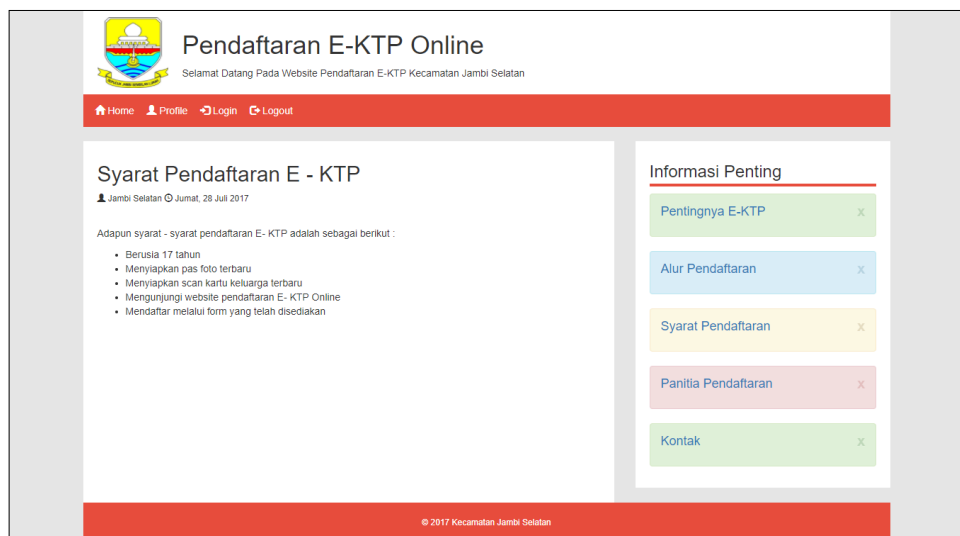 Pendaftaran E-KTP Online
Selamat Datang Pada Website Pendaftaran E-KTP Kecamatan Jambi Selatan
Home Profile Login Logout
Syarat Pendaftaran E - KTP
Jambi Selatan Jumat, 28 Juli 2017
Adapun syarat - syarat pendaftaran E- KTP adalah sebagai berikut :
• Berusia 17 tahun
• Menyiapkan pas foto terbaru
• Menyiapkan scan kartu keluarga terbaru
• Mengunjungi website pendaftaran E- KTP Online
• Mendaftar melalui form yang telah disediakan
Informasi Penting
Pentingnya E-KTP x
Alur Pendaftaran x
Syarat Pendaftaran x
Panitia Pendaftaran x
Kontak x
© 2017 Kecamatan Jambi Selatan